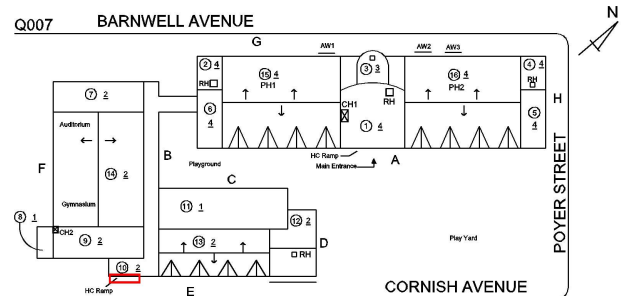 Q007 BARNWELL AVENUE
N
G
AW1 AW2 AW3
2 4 15 4 3 3 16 4 4 4
RH PH1 RH PH2 RH
7 2 6 4 CH1 1 4 5 4 H
Auditorium
F 14 2 B Playground HC Ramp A
Main Entrance
C
Gymnasium 11 1
8 1 12 2
CH2 9 2 13 2 D Play Yard
RH
10 2
HC Ramp E
POYER STREET
CORNISH AVENUE